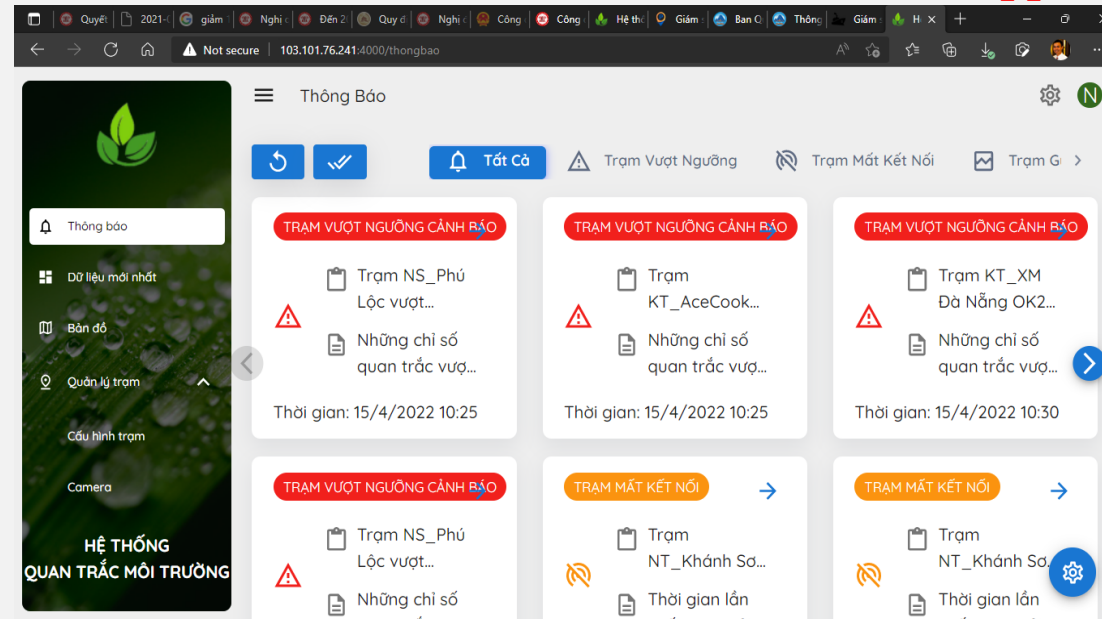 Quyết
2021-
giảm
Nghị
Đến 2
Quy đ
Nghị
Công
Công
Hệ thố
Giám
Ban Q
Thông
Giám
H
Not secure
103.101.76.241:4000/thongbao
Thông Báo
N
Tất Cả
Trạm Vượt Ngưỡng
Trạm Mất Kết Nối
Trạm G
Thông báo
Dữ liệu mới nhất
Bản đồ
Quản lý trạm
Cấu hình trạm
Camera
HỆ THỐNG
QUAN TRẮC MÔI TRƯỜNG
TRẠM VƯỢT NGƯỠNG CẢNH BÁO
Trạm NS_Phú
Lộc vượt...
Những chỉ số
quan trắc vượ...
Thời gian: 15/4/2022 10:25
TRẠM VƯỢT NGƯỠNG CẢNH BÁO
Trạm
KT_AceCook...
Những chỉ số
quan trắc vượ...
Thời gian: 15/4/2022 10:25
TRẠM VƯỢT NGƯỠNG CẢNH BÁO
Trạm KT_XM
Đà Nẵng OK2...
Những chỉ số
quan trắc vượ...
Thời gian: 15/4/2022 10:30
TRẠM VƯỢT NGƯỠNG CẢNH BÁO
Trạm NS_Phú
Lộc vượt...
Những chỉ số
TRẠM MẤT KẾT NỐI
Trạm
NT_Khánh Sơ...
Thời gian lần
TRẠM MẤT KẾT NỐI
Trạm
NT_Khánh Sơ.
Thời gian lần